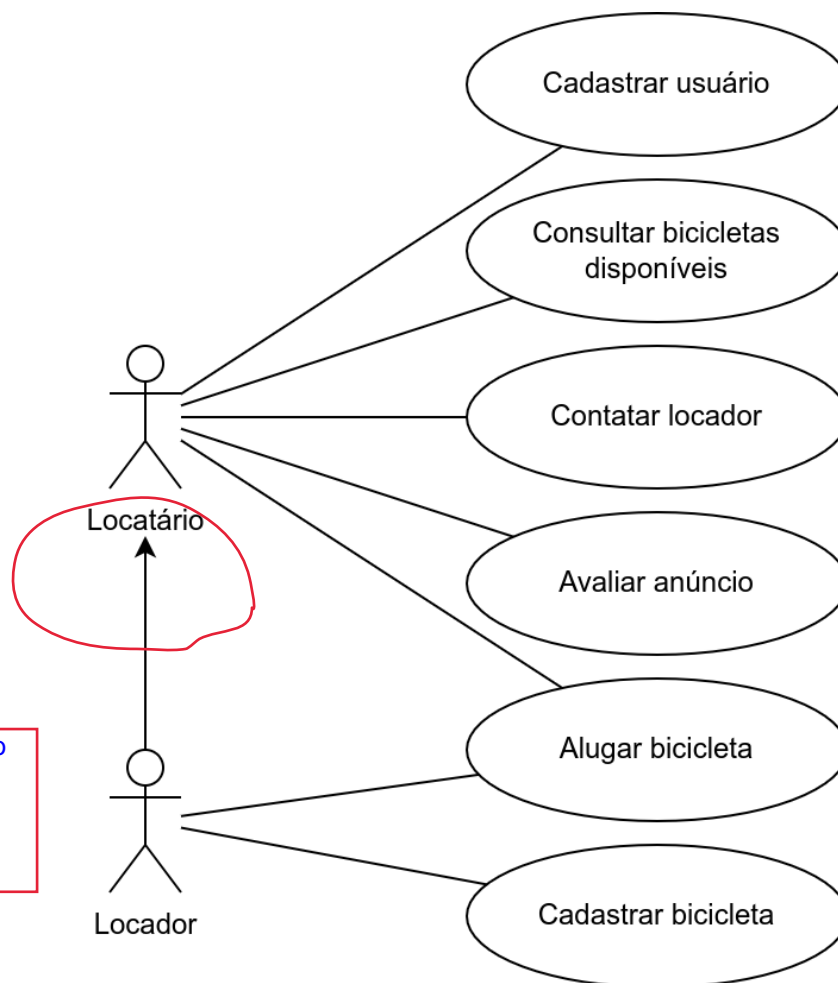 Cadastrar usuário
Consultar bicicletas
disponíveis
Contatar locador
Locatário
Avaliar anúncio
Alugar bicicleta
Cadastrar bicicleta
Locador